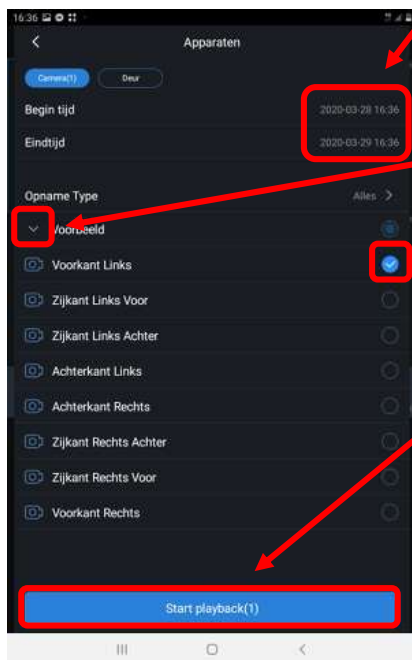 16:36
Apparaten
Camera(1) Deur
Begin tijd 2020-03-28 16:36
Eindtijd 2020-03-29 16:36
Opname Type Alles >
Voorbeeld
Voorkant Links
Zijkant Links Voor
Zijkant Links Achter
Achterkant Links
Achterkant Rechts
Zijkant Rechts Achter
Zijkant Rechts Voor
Voorkant Rechts
Start playback(1)